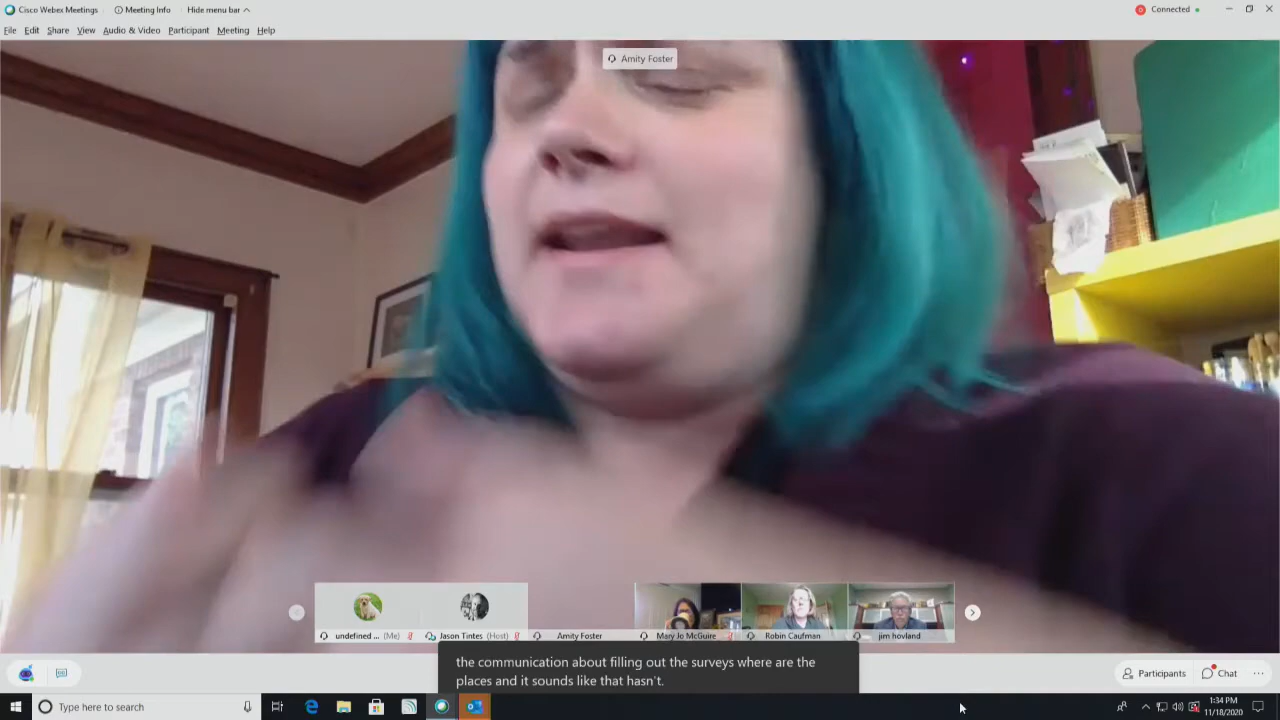 Cisco Webex Meetings
Meeting Info
Hide menu bar
Connected
File Edit Share View Audio & Video Participant Meeting Help
Amity Foster
undefined ... (Me)
Jason Tintes (Host)
Amity Foster
Mary Jo McGuire
Robin Caufman
jim hovland
the communication about filling out the surveys where are the
places and it sounds like that hasn't.
Participants
Chat
Type here to search
1:34 PM
11/18/2020